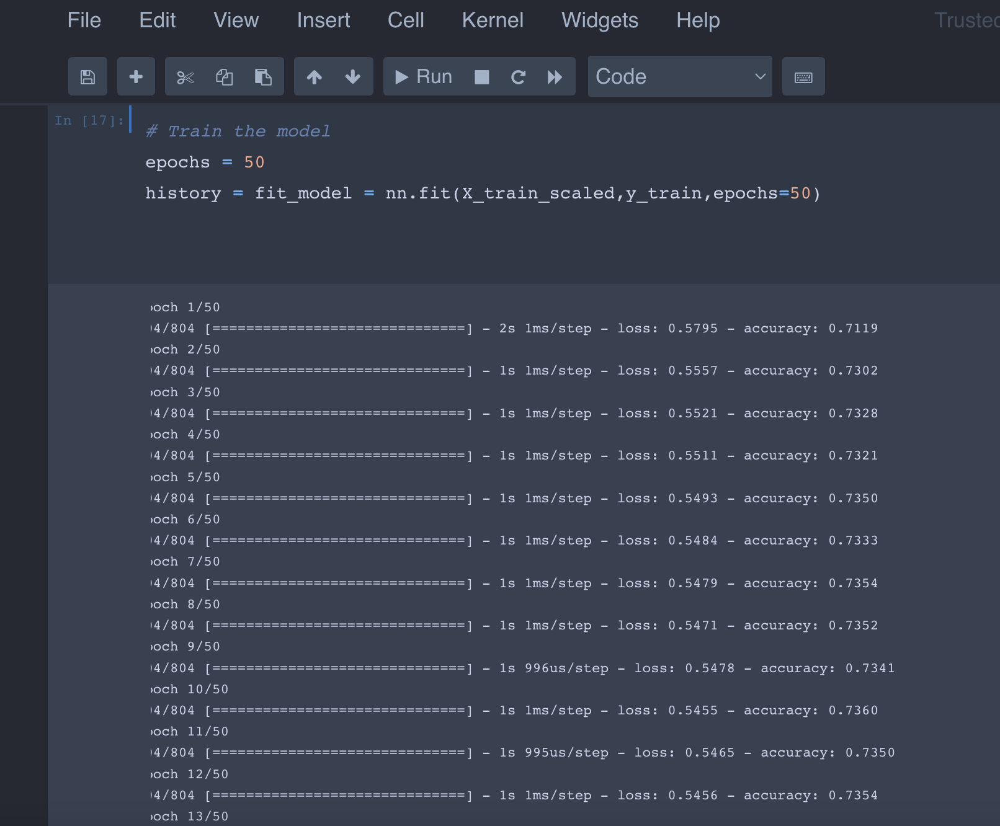 File Edit View Insert Cell Kernel Widgets Help Trusted
Run Code
In [17]:
# Train the model
epochs = 50
history = fit_model = nn.fit(X_train_scaled,y_train,epochs=50)
poch 1/50
04/804 [==============================] - 2s 1ms/step - loss: 0.5795 - accuracy: 0.7119
poch 2/50
04/804 [==============================] - 1s 1ms/step - loss: 0.5557 - accuracy: 0.7302
poch 3/50
04/804 [==============================] - 1s 1ms/step - loss: 0.5521 - accuracy: 0.7328
poch 4/50
04/804 [==============================] - 1s 1ms/step - loss: 0.5511 - accuracy: 0.7321
poch 5/50
04/804 [==============================] - 1s 1ms/step - loss: 0.5493 - accuracy: 0.7350
poch 6/50
04/804 [==============================] - 1s 1ms/step - loss: 0.5484 - accuracy: 0.7333
poch 7/50
04/804 [==============================] - 1s 1ms/step - loss: 0.5479 - accuracy: 0.7354
poch 8/50
04/804 [==============================] - 1s 1ms/step - loss: 0.5471 - accuracy: 0.7352
poch 9/50
04/804 [==============================] - 1s 996us/step - loss: 0.5478 - accuracy: 0.7341
poch 10/50
04/804 [==============================] - 1s 1ms/step - loss: 0.5455 - accuracy: 0.7360
poch 11/50
04/804 [==============================] - 1s 995us/step - loss: 0.5465 - accuracy: 0.7350
poch 12/50
04/804 [==============================] - 1s 1ms/step - loss: 0.5456 - accuracy: 0.7354
poch 13/50